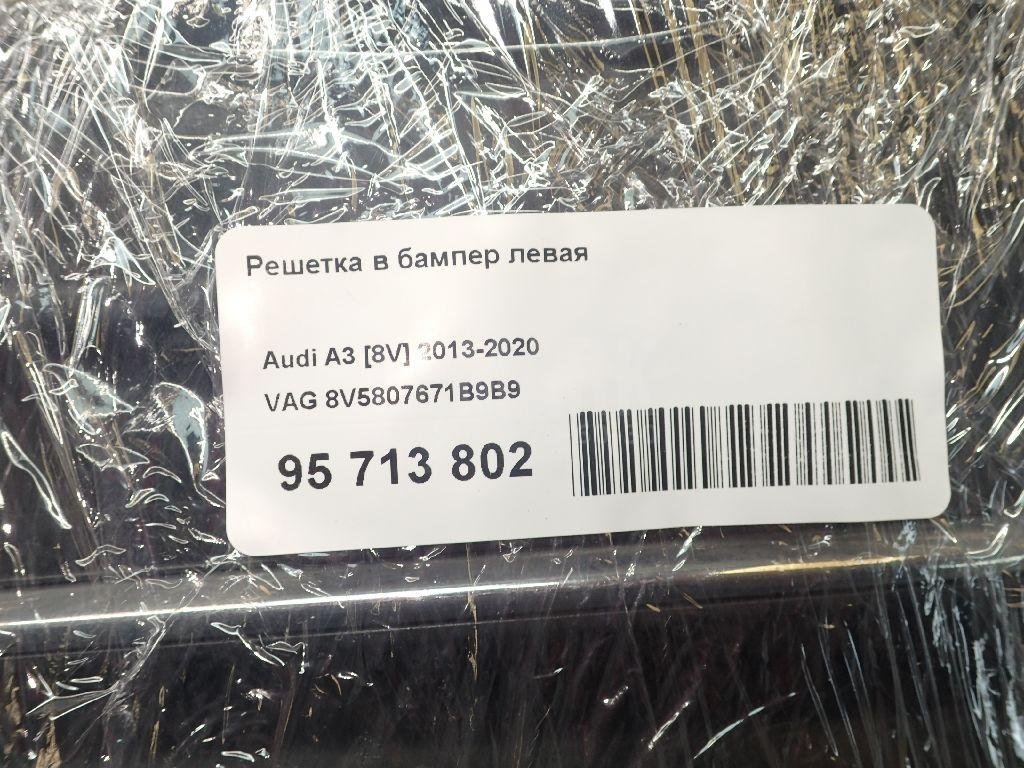 Решетка в бампер левая
Audi A3 [8V] 2013-2020
VAG 8V5807671B9B9
95 713 802